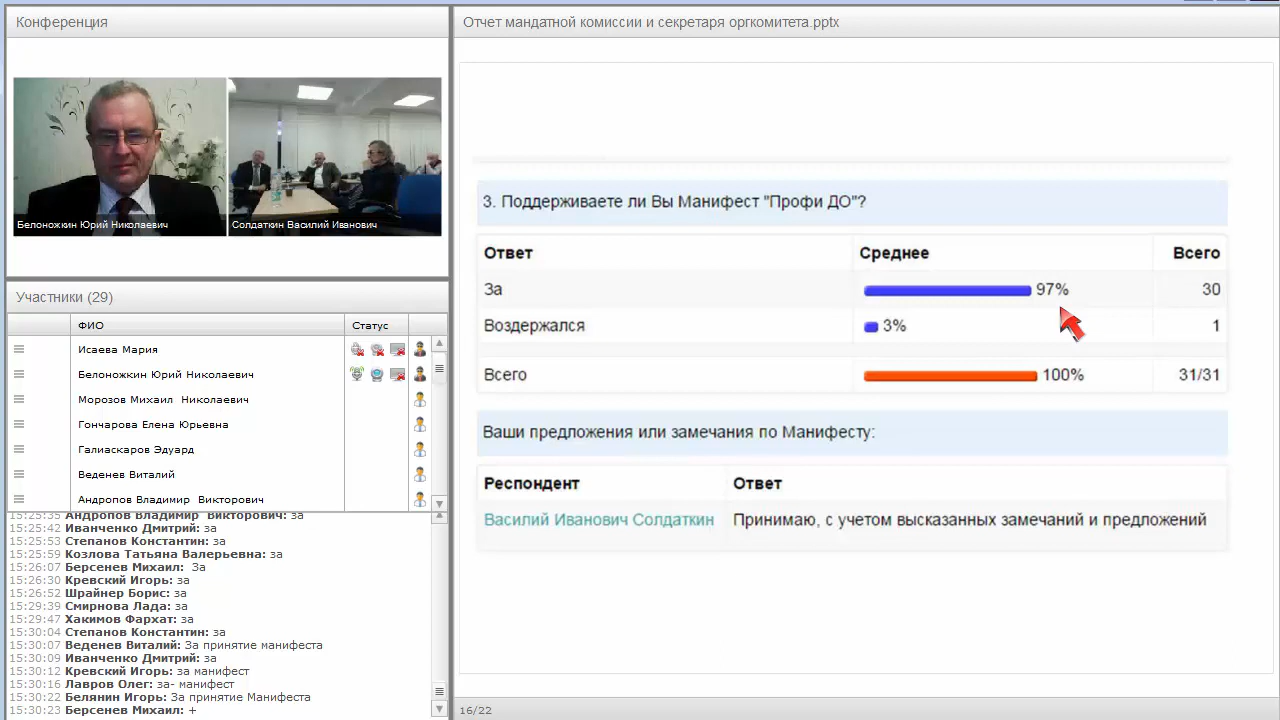 Конференция
Белоножкин Юрий Николаевич
Солдаткин Василий Иванович
Участники (29)
ФИО Статус
Исаева Мария
Белоножкин Юрий Николаевич
Морозов Михаил Николаевич
Гончарова Елена Юрьевна
Галиаскаров Эдуард
Веденев Виталий
Андропов Владимир Викторович
15:25:35 Андропов Владимир Викторович: за
15:25:42 Иванченко Дмитрий: за
15:25:53 Степанов Константин: за
15:25:59 Козлова Татьяна Валерьевна: за
15:26:07 Берсенев Михаил: За
15:26:30 Кревский Игорь: за
15:26:52 Шрайнер Борис: за
15:29:39 Смирнова Лада: за
15:29:47 Хакимов Фархат: за
15:30:04 Степанов Константин: за
15:30:07 Веденев Виталий: За принятие манифеста
15:30:09 Иванченко Дмитрий: за
15:30:12 Кревский Игорь: за манифест
15:30:16 Лавров Олег: за- манифест
15:30:22 Белянин Игорь: За принятие Манифеста
15:30:23 Берсенев Михаил: +
Отчет мандатной комиссии и секретаря оргкомитета.pptx
3. Поддерживаете ли Вы Манифест "Профи ДО"?
Ответ Среднее Всего
За 97% 30
Воздержался 3% 1
Всего 100% 31/31
Ваши предложения или замечания по Манифесту:
Респондент Ответ
Василий Иванович Солдаткин Принимаю, с учетом высказанных замечаний и предложений
16/22